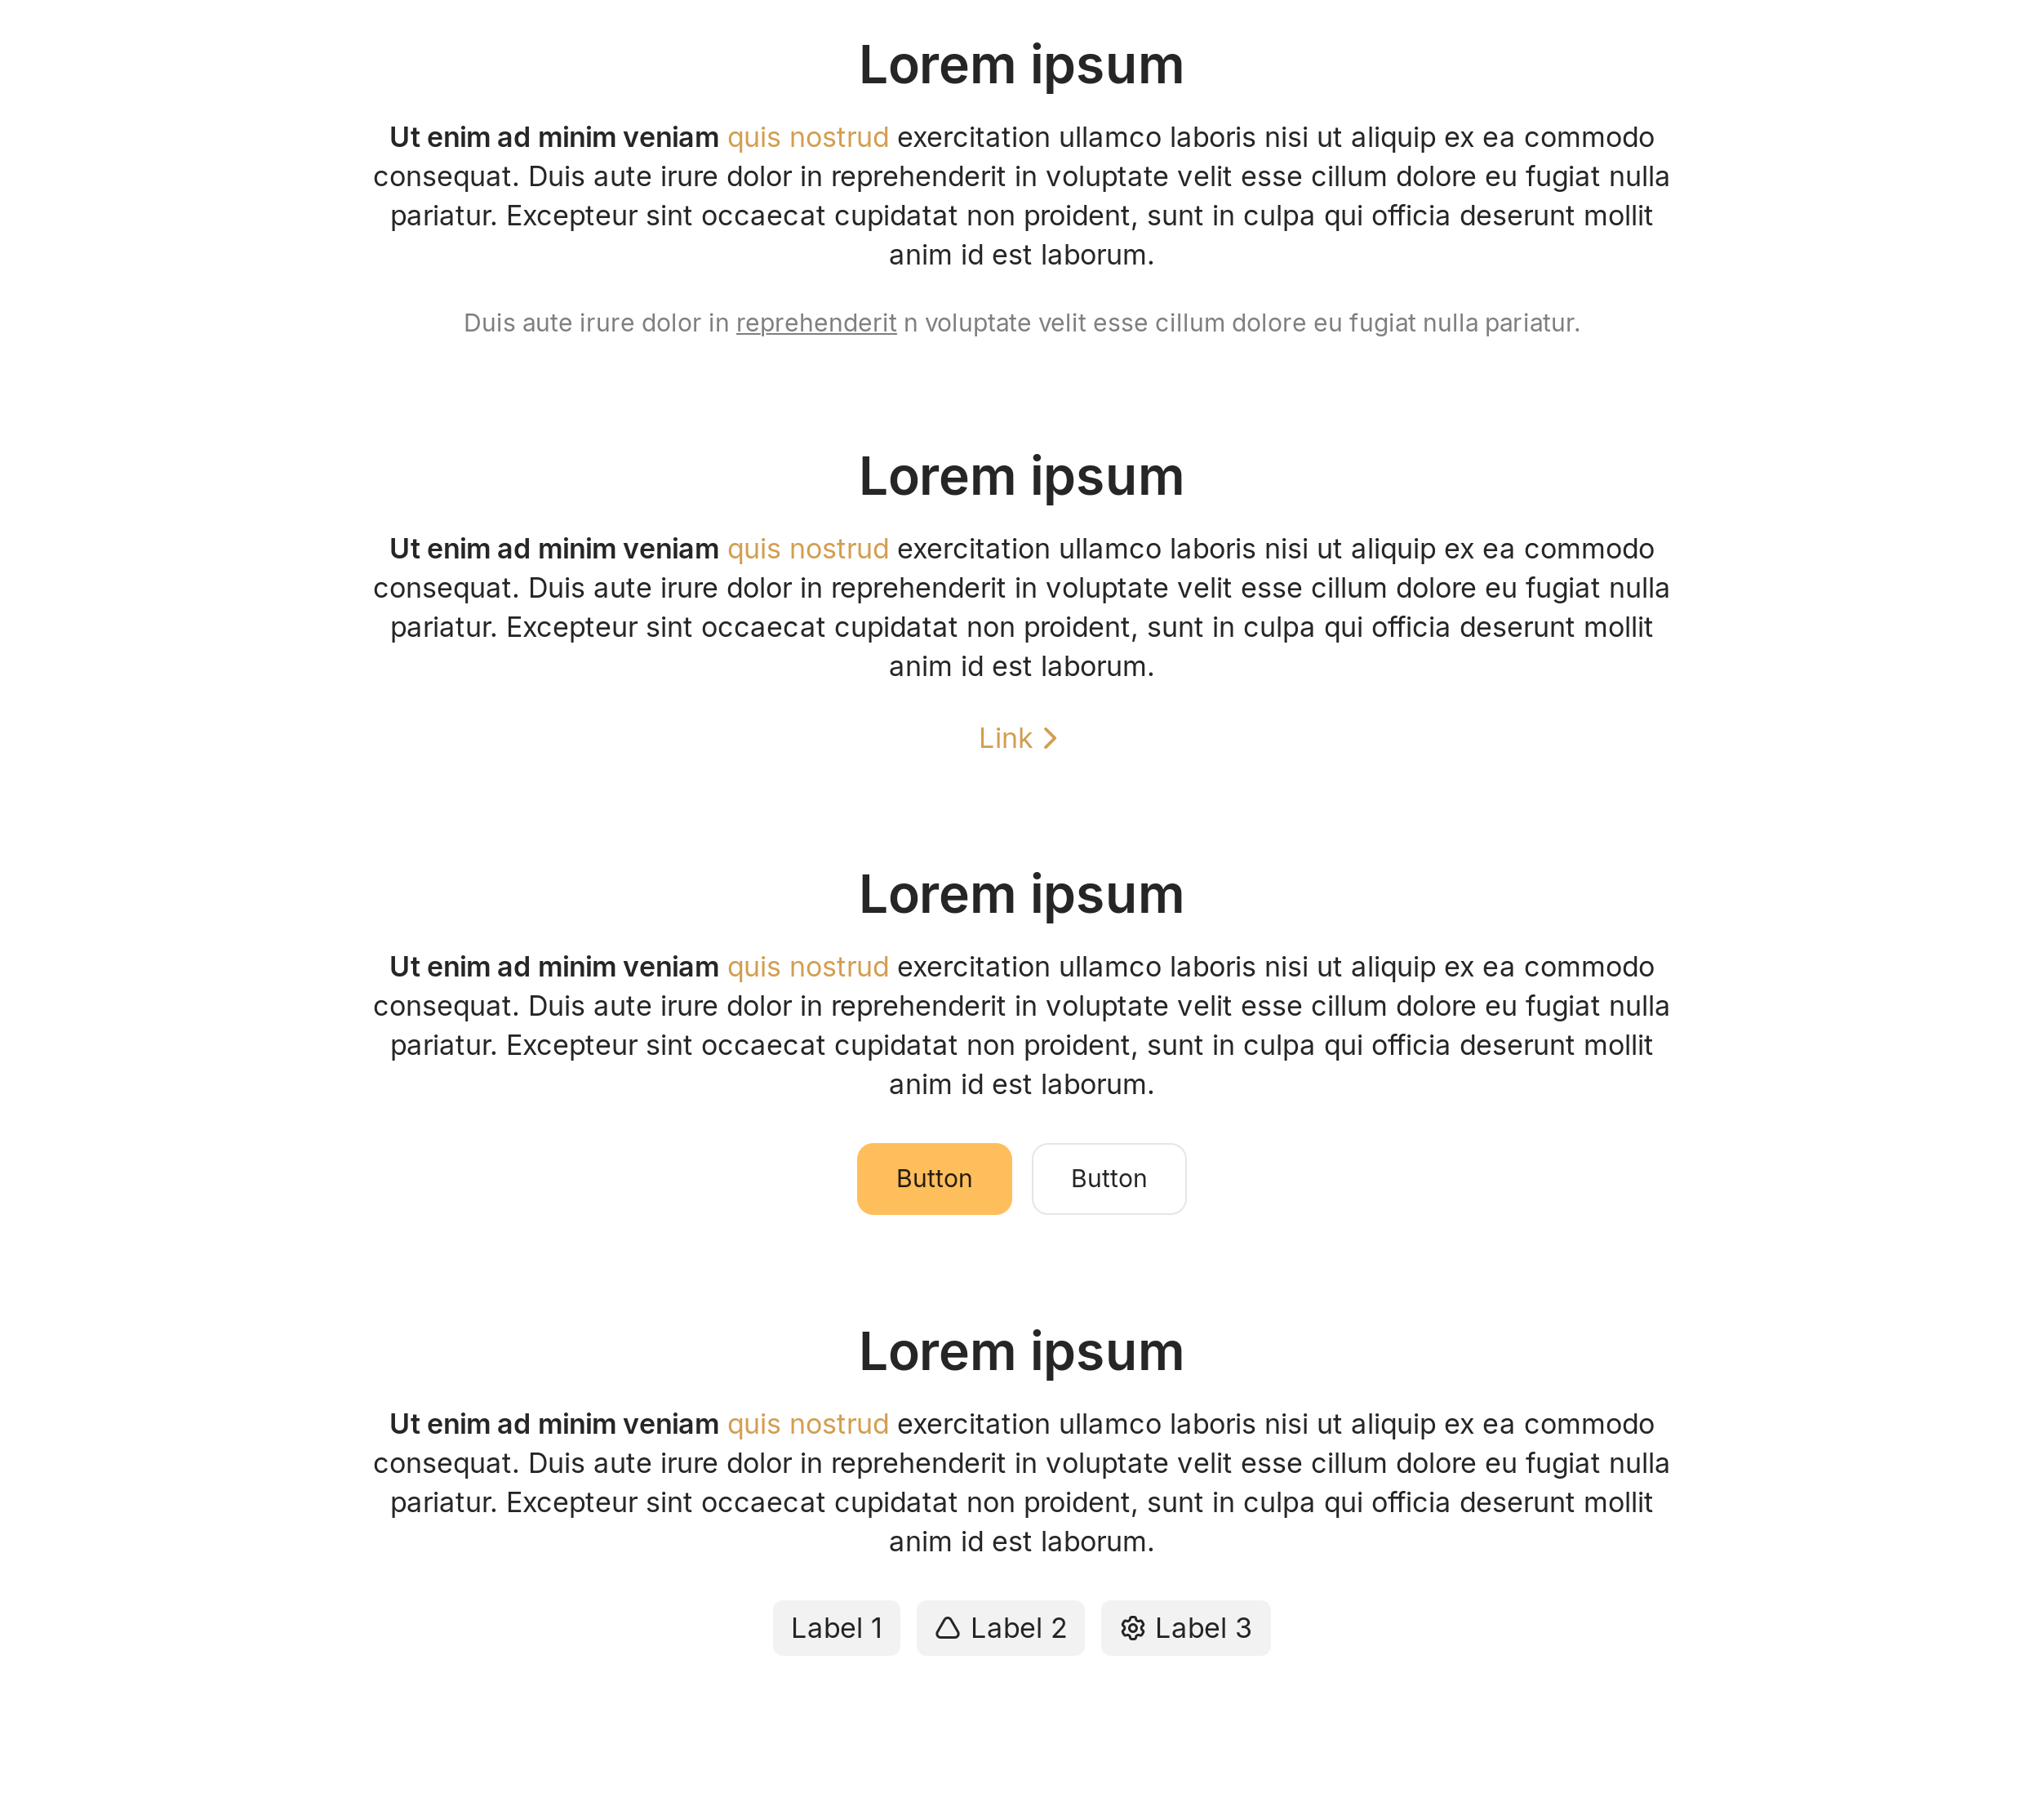 Lorem ipsum
Ut enim ad minim veniam quis nostrud exercitation ullamco laboris nisi ut aliquip ex ea commodo
consequat. Duis aute irure dolor in reprehenderit in voluptate velit esse cillum dolore eu fugiat nulla
pariatur. Excepteur sint occaecat cupidatat non proident, sunt in culpa qui officia deserunt mollit
anim id est laborum.
Duis aute irure dolor in reprehenderit n voluptate velit esse cillum dolore eu fugiat nulla pariatur.
Lorem ipsum
Ut enim ad minim veniam quis nostrud exercitation ullamco laboris nisi ut aliquip ex ea commodo
consequat. Duis aute irure dolor in reprehenderit in voluptate velit esse cillum dolore eu fugiat nulla
pariatur. Excepteur sint occaecat cupidatat non proident, sunt in culpa qui officia deserunt mollit
anim id est laborum.
Link
Lorem ipsum
Ut enim ad minim veniam quis nostrud exercitation ullamco laboris nisi ut aliquip ex ea commodo
consequat. Duis aute irure dolor in reprehenderit in voluptate velit esse cillum dolore eu fugiat nulla
pariatur. Excepteur sint occaecat cupidatat non proident, sunt in culpa qui officia deserunt mollit
anim id est laborum.
Button Button
Lorem ipsum
Ut enim ad minim veniam quis nostrud exercitation ullamco laboris nisi ut aliquip ex ea commodo
consequat. Duis aute irure dolor in reprehenderit in voluptate velit esse cillum dolore eu fugiat nulla
pariatur. Excepteur sint occaecat cupidatat non proident, sunt in culpa qui officia deserunt mollit
anim id est laborum.
Label 1 Label 2 Label 3